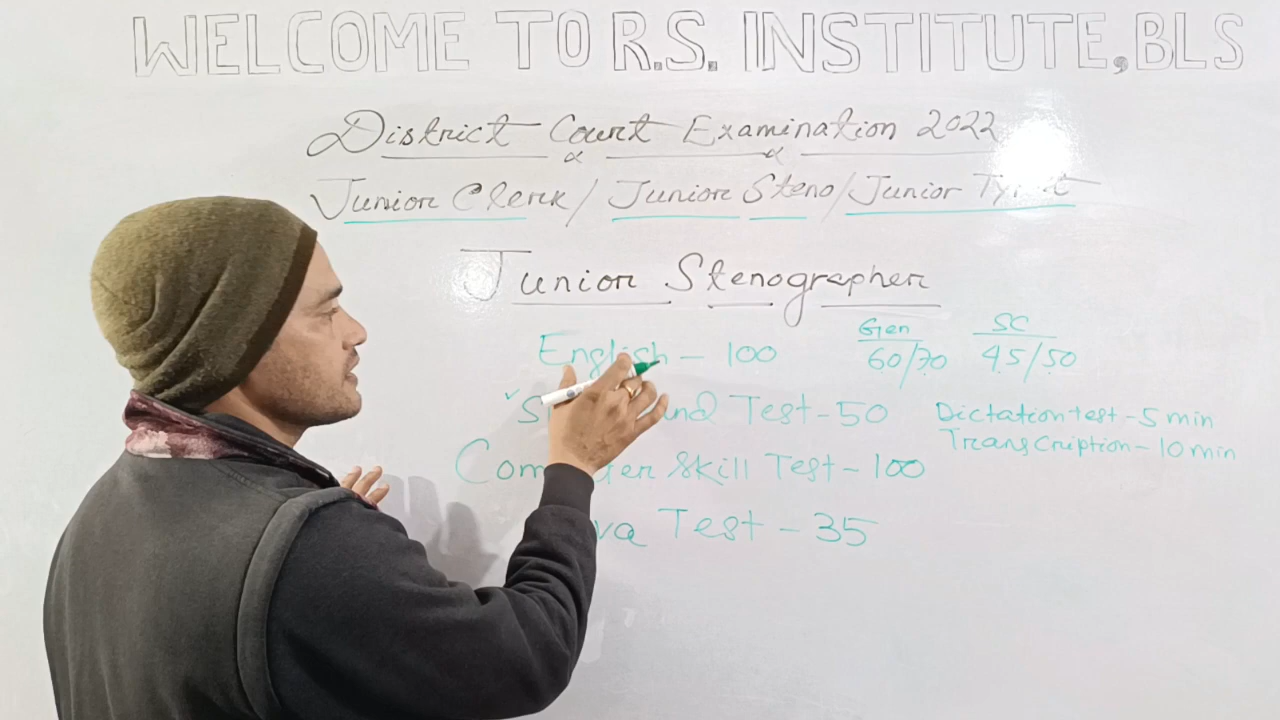 WELCOME TO R.S. INSTITUTE, BLS
District Court Examination 2022
Junior Clerk / Junior Steno / Junior
Junior Stenographer
English - 100
Gen
60/70
SC
45/50
Test - 50
Dictation test - 5 min
Transcription - 10 min
Skill Test - 100
Test - 35